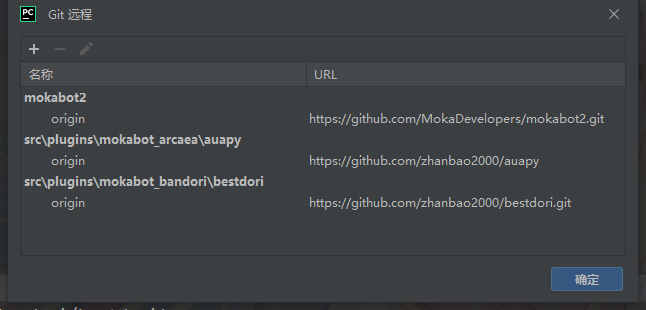 PC
Git 远程
名称 URL
mokabot2
origin https://github.com/MokaDevelopers/mokabot2.git
src\plugins\mokabot_arcaea\auapy
origin https://github.com/zhanbao2000/auapy
src\plugins\mokabot_bandori\bestdori
origin https://github.com/zhanbao2000/bestdori.git
确定